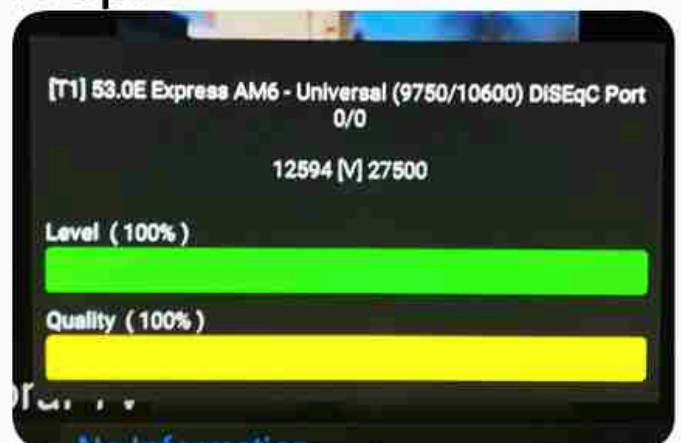 [T1] 53.0E Express AM6 - Universal (9750/10600) DISEqC Port
0/0
12594 [V] 27500
Level ( 100% )
Quality ( 100% )